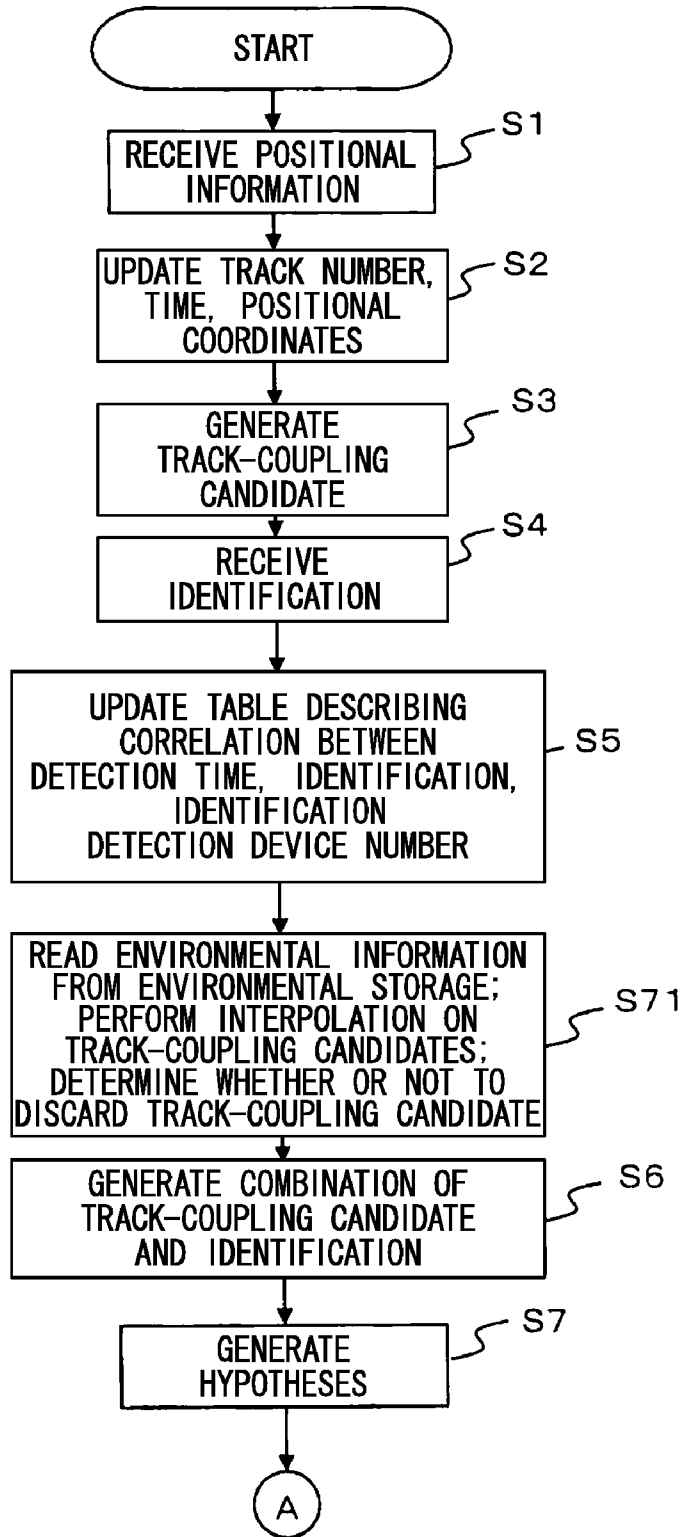 START
S1
RECEIVE POSITIONAL
INFORMATION
S2
UPDATE TRACK NUMBER,
TIME, POSITIONAL
COORDINATES
S3
GENERATE
TRACK-COUPLING
CANDIDATE
S4
RECEIVE
IDENTIFICATION
S5
UPDATE TABLE DESCRIBING
CORRELATION BETWEEN
DETECTION TIME, IDENTIFICATION,
IDENTIFICATION
DETECTION DEVICE NUMBER
S71
READ ENVIRONMENTAL INFORMATION
FROM ENVIRONMENTAL STORAGE;
PERFORM INTERPOLATION ON
TRACK-COUPLING CANDIDATES;
DETERMINE WHETHER OR NOT TO
DISCARD TRACK-COUPLING CANDIDATE
S6
GENERATE COMBINATION OF
TRACK-COUPLING CANDIDATE
AND IDENTIFICATION
S7
GENERATE
HYPOTHESES
A